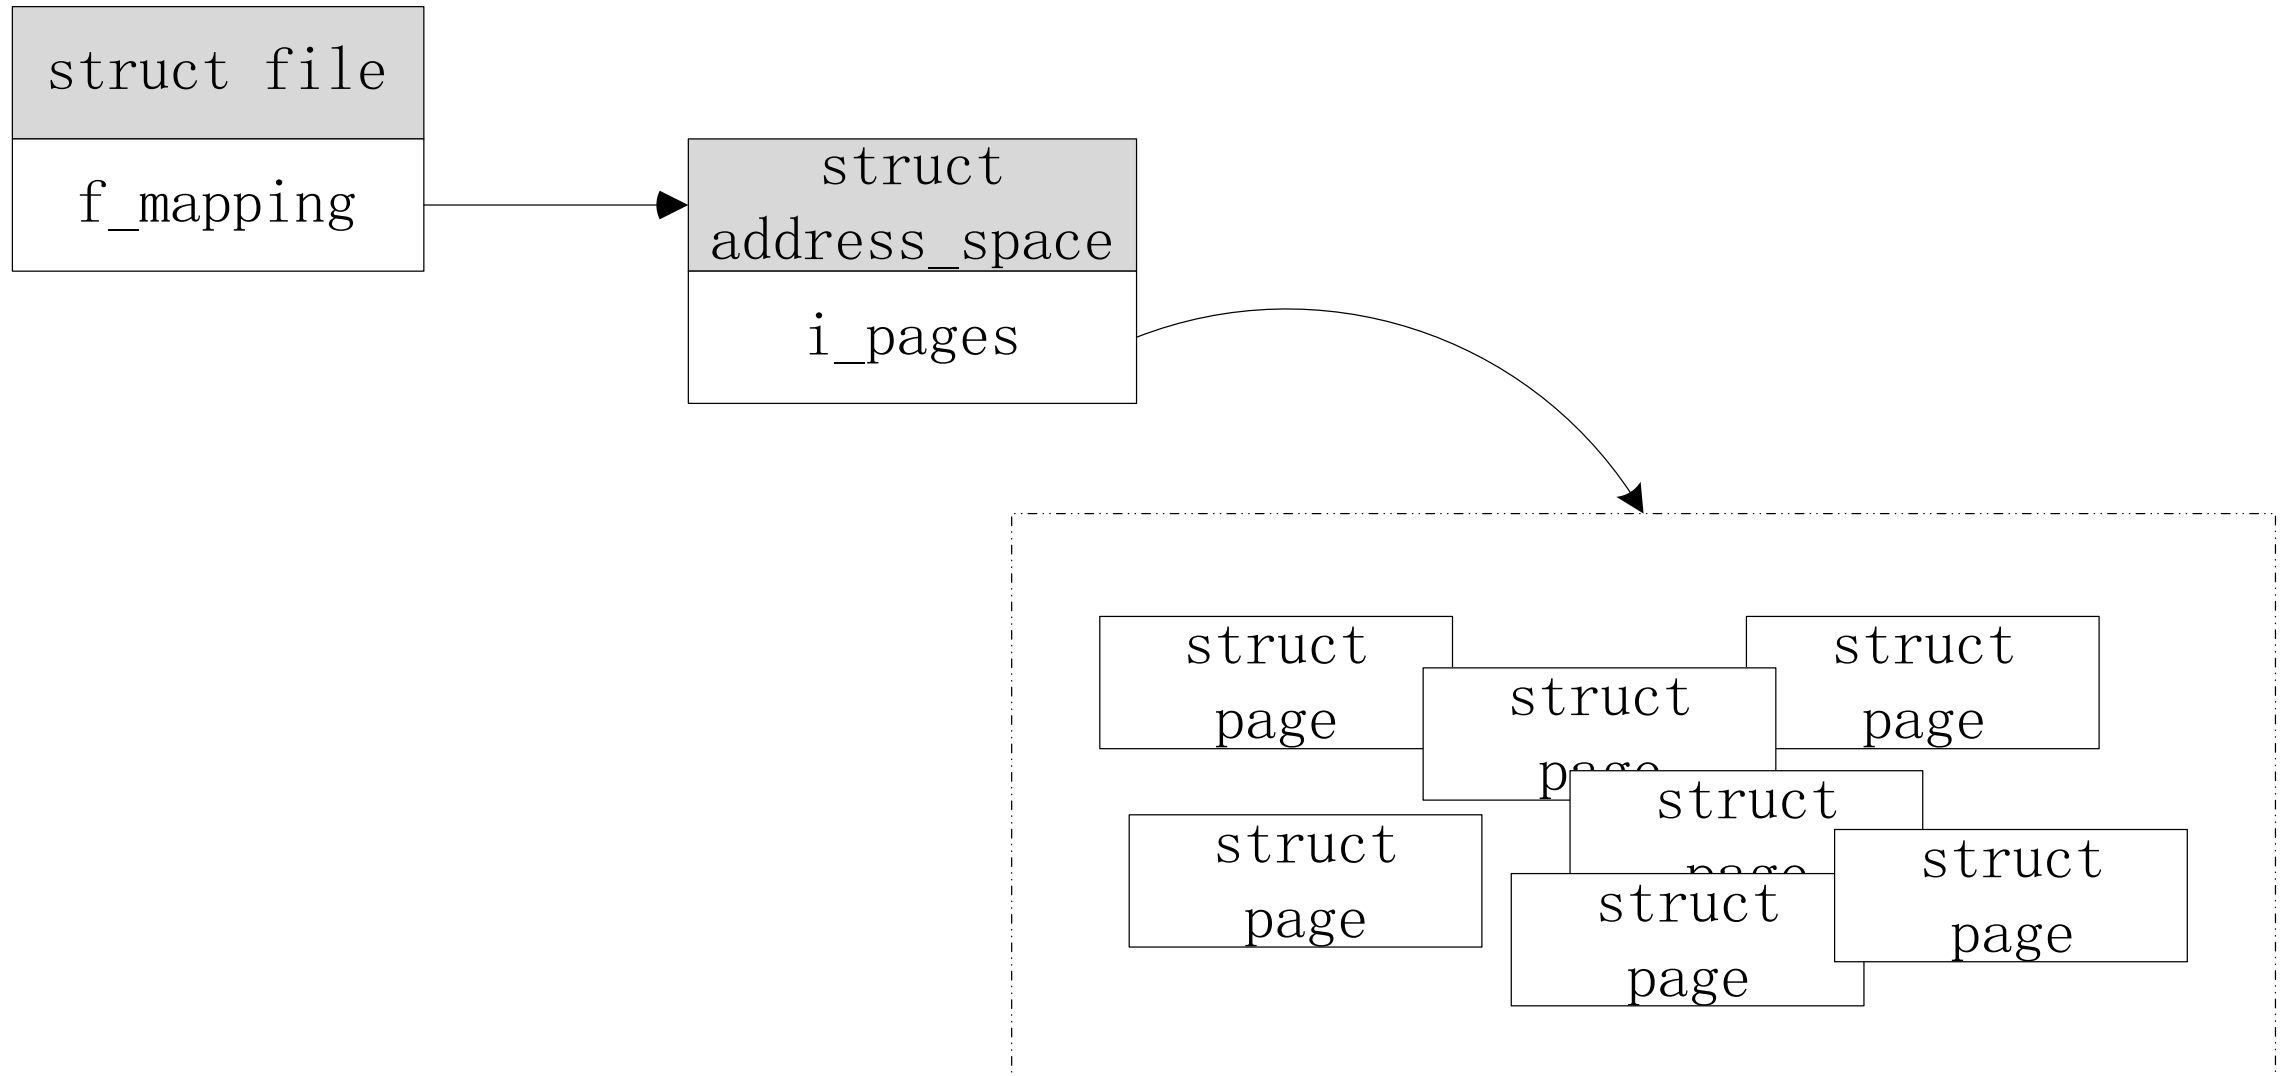 struct file
f_mapping
struct
address_space
i_pages
struct
page
struct
page
struct
page
struct
page
struct
page
struct
page
struct
page